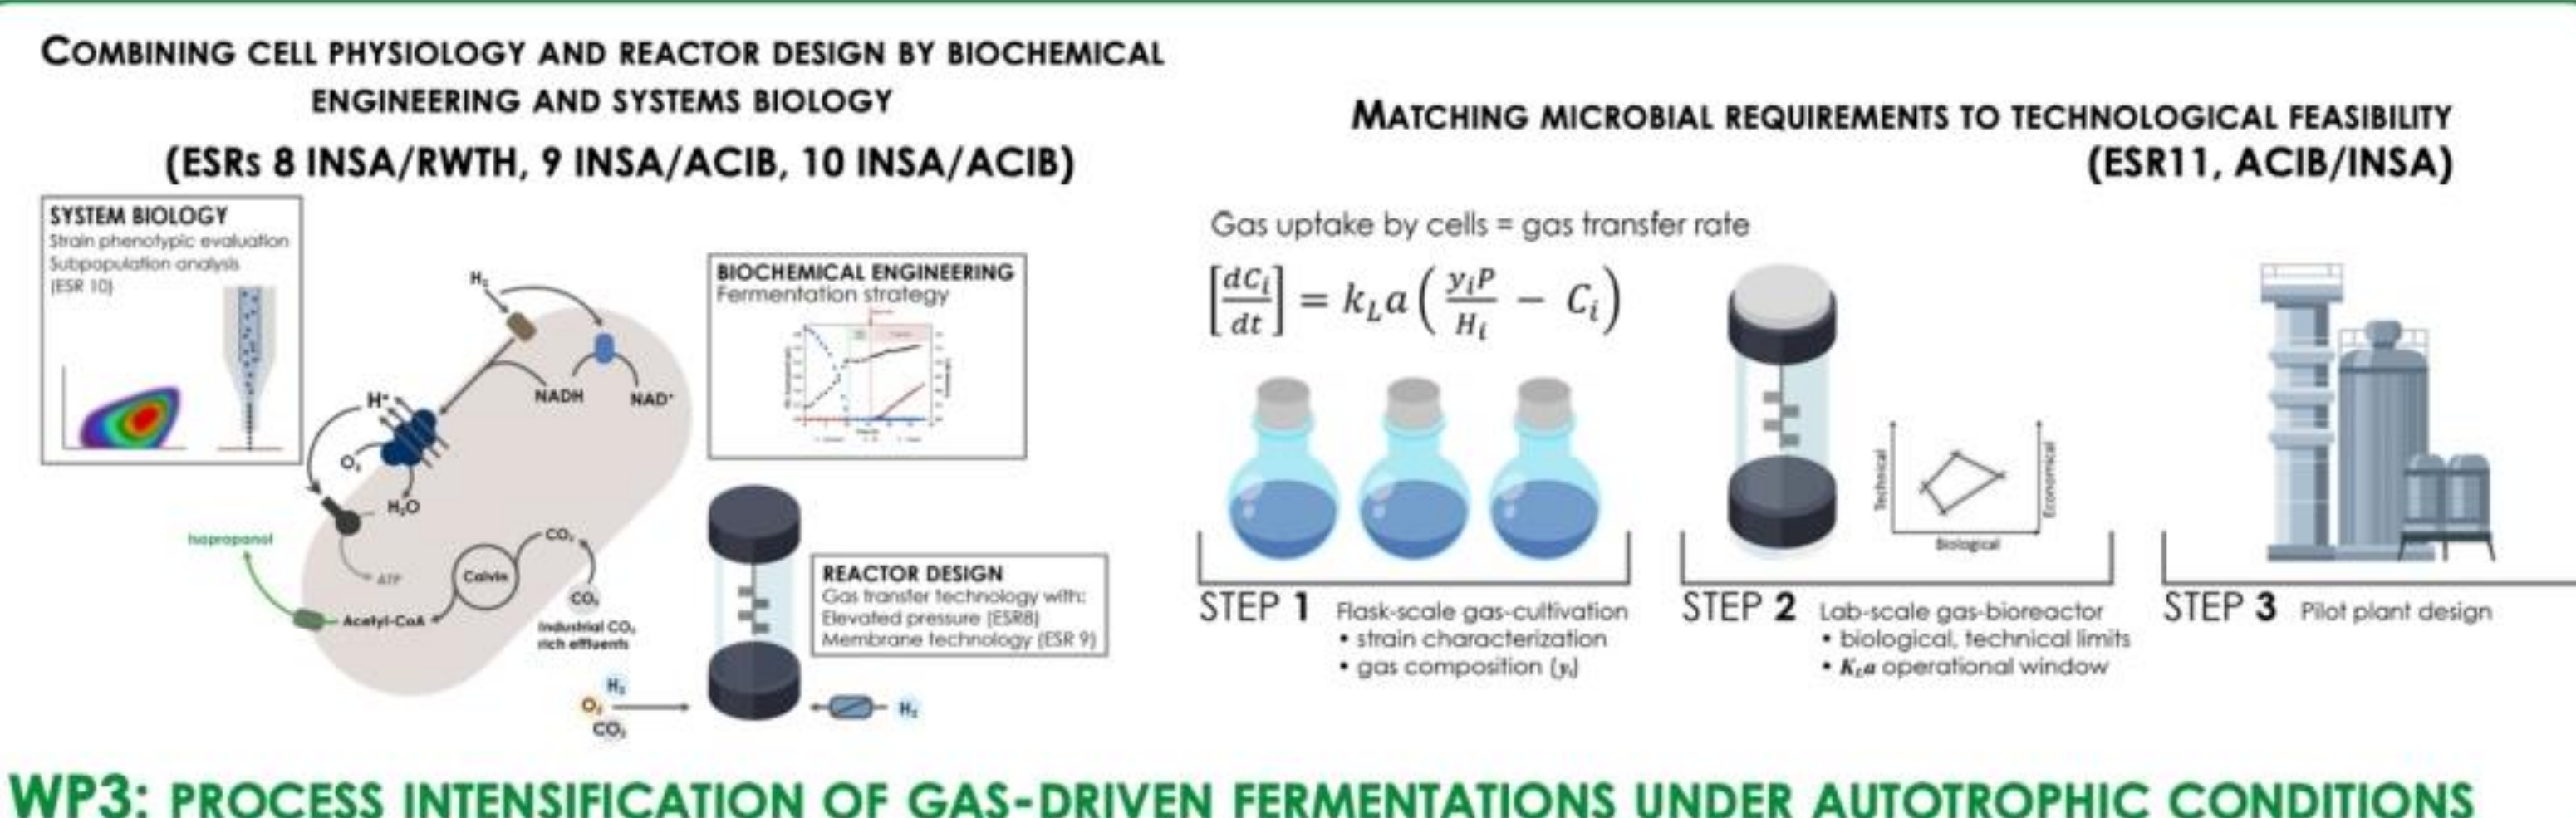 COMBINING CELL PHYSIOLOGY AND REACTOR DESIGN BY BIOCHEMICAL
ENGINEERING AND SYSTEMS BIOLOGY
(ESRs 8 INSA/RWTH, 9 INSA/ACIB, 10 INSA/ACIB)
SYSTEM BIOLOGY
Strain phenotypic evaluation
Subpopulation analysis
(ESR 10)
H₂
NADH
NAD⁺
H⁺
O₂
H₂O
ATP
Isopropanol
Acetyl-CoA
Calvin
CO₂
CO₂
Industrial CO₂
rich effluents
BIOCHEMICAL ENGINEERING
Fermentation strategy
REACTOR DESIGN
Gas transfer technology with:
Elevated pressure (ESR8)
Membrane technology (ESR 9)
H₂
O₂
CO₂
H₂
MATCHING MICROBIAL REQUIREMENTS TO TECHNOLOGICAL FEASIBILITY
(ESR11, ACIB/INSA)
Gas uptake by cells = gas transfer rate
[dCᵢ/dt] = k_L a (yᵢP/Hᵢ − Cᵢ)
Technical
Biological
Economical
STEP 1 Flask-scale gas-cultivation
• strain characterization
• gas composition (yᵢ)
STEP 2 Lab-scale gas-bioreactor
• biological, technical limits
• K_L a operational window
STEP 3 Pilot plant design
WP3: PROCESS INTENSIFICATION OF GAS-DRIVEN FERMENTATIONS UNDER AUTOTROPHIC CONDITIONS